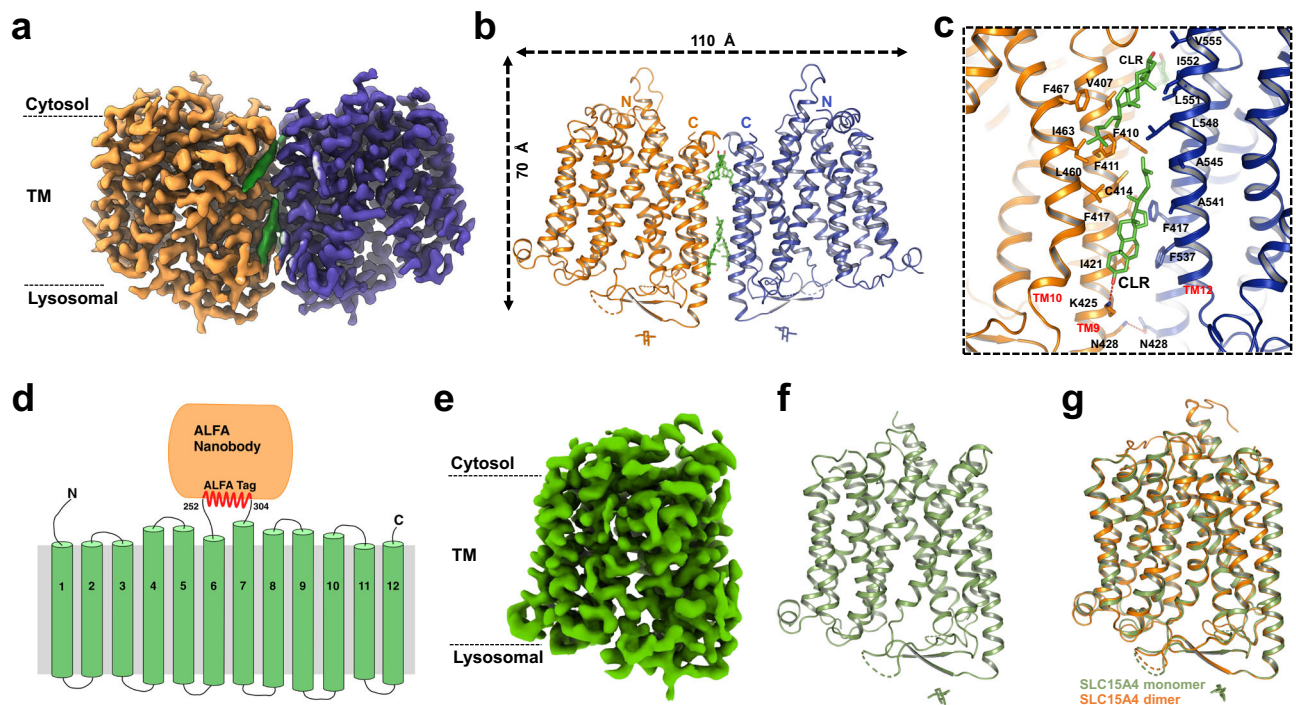 a
Cytosol
TM
Lysosomal
b
110 Å
70 Å
N
N
C
C
c
V555
CLR
I552
V407
F467
L551
L548
I463
F410
F411
A545
L460
C414
A541
F417
F417
F537
I421
CLR
TM10
TM12
K425
TM9
N428
N428
d
ALFA
Nanobody
ALFA Tag
252
304
N
C
1 2 3 4 5 6 7 8 9 10 11 12
e
Cytosol
TM
Lysosomal
f
g
SLC15A4 monomer
SLC15A4 dimer